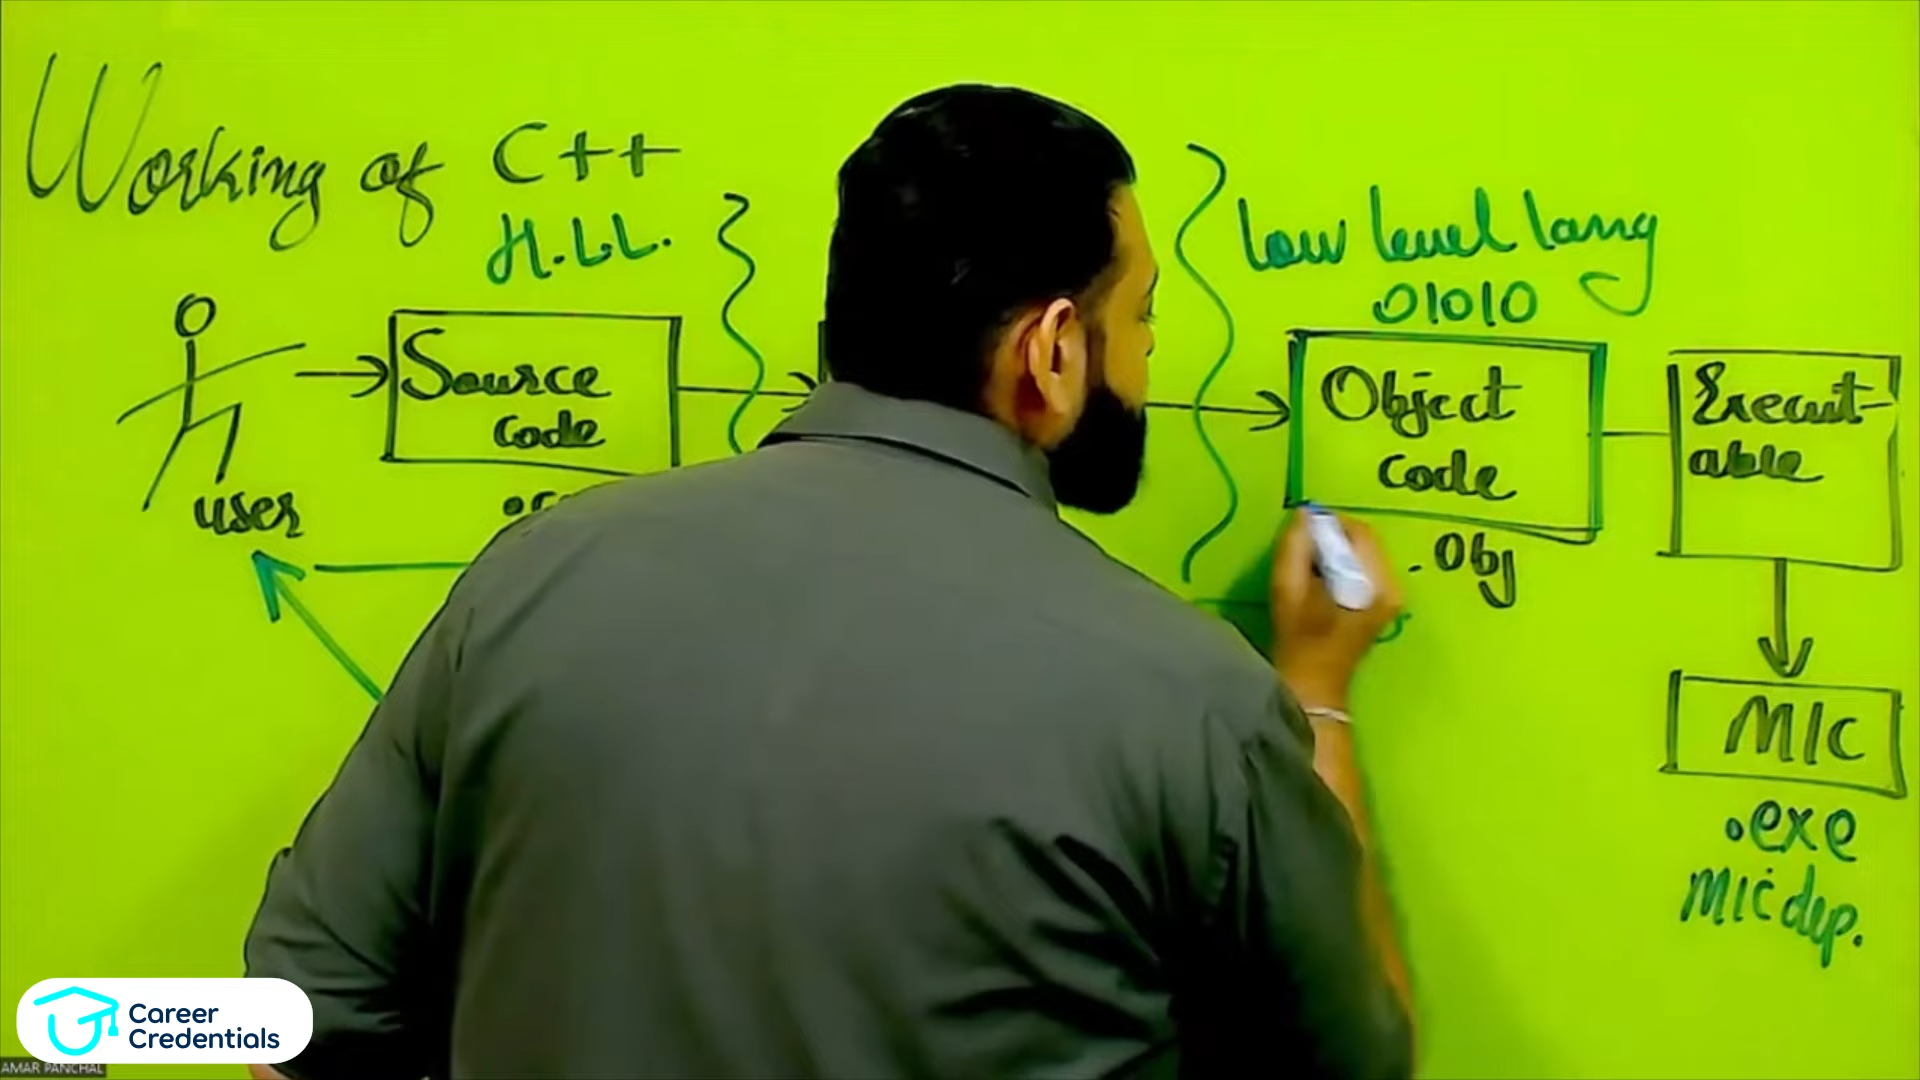 Working of C++
H.L.L.
Low level lang
01010
Source
code
Object
code
Execut-
able
user
.Obj
M/C
.exe
M/C dep.
Career
Credentials
AMAR PANCHAL